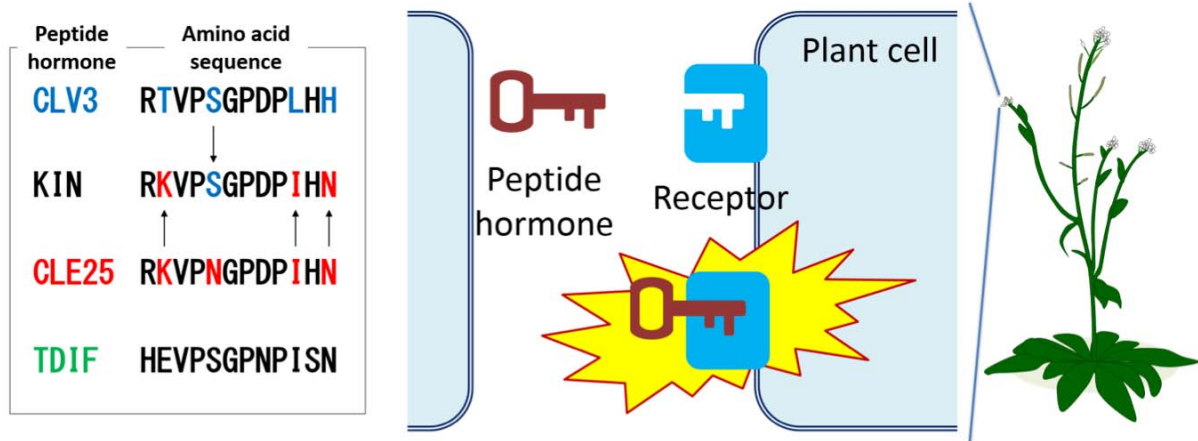 Peptide hormone
Amino acid sequence
CLV3 RTVPSGPDPLHH
KIN RKVPSGPDPIHN
CLE25 RKVPNGPDPIHN
TDIF HEVPSGPNPISN
Peptide
hormone
Receptor
Plant cell